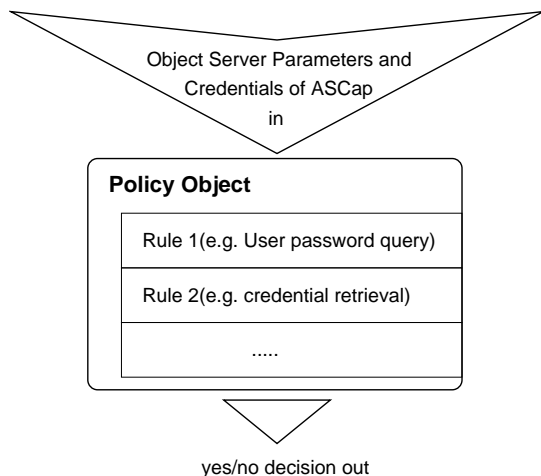 Object Server Parameters and
Credentials of ASCap
in
Policy Object
Rule 1(e.g. User password query)
Rule 2(e.g. credential retrieval)
.....
yes/no decision out